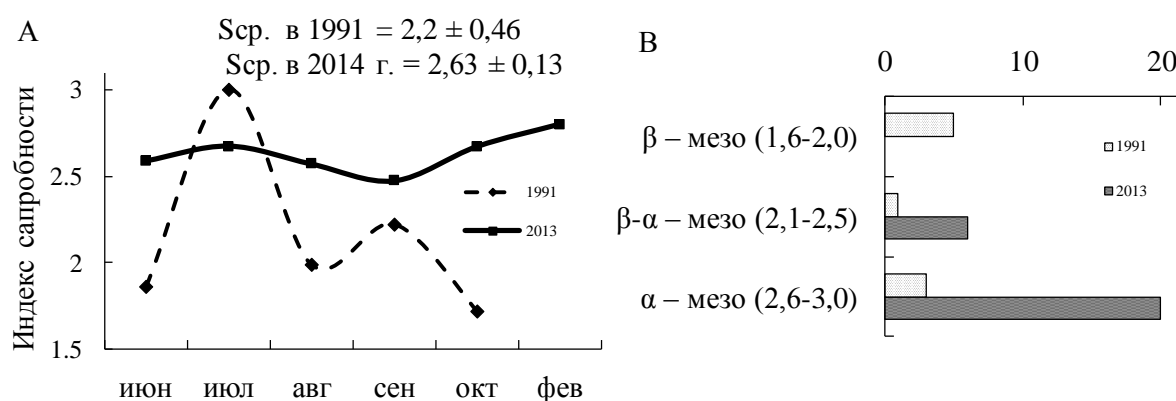 А
Sср. в 1991 = 2,2 ± 0,46
Sср. в 2014 г. = 2,63 ± 0,13
Индекс сапробности
3
2.5
2
1.5
июн июл авг сен окт фев
1991
2013
В
0 10 20
β – мезо (1,6-2,0)
β-α – мезо (2,1-2,5)
α – мезо (2,6-3,0)
1991
2013